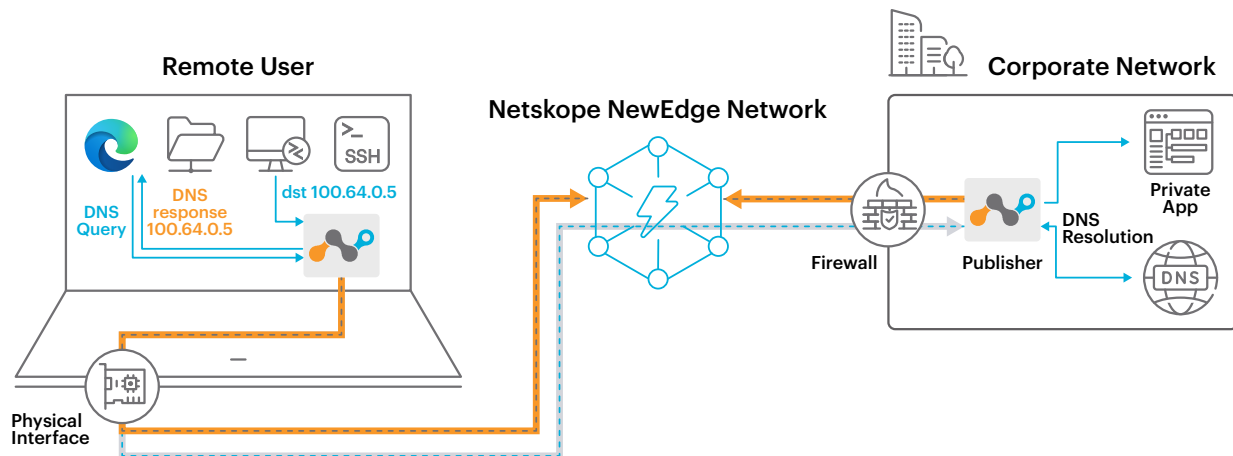 Remote User
Corporate Network
Netskope NewEdge Network
>_
SSH
DNS
Query
DNS
response
100.64.0.5
dst 100.64.0.5
Private
App
DNS
Resolution
Firewall
Publisher
DNS
Physical
Interface